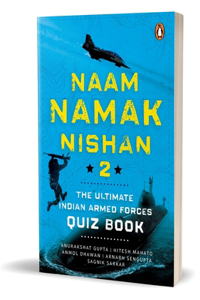 NAAM
NAMAK
NISHAN
2
THE ULTIMATE
INDIAN ARMED FORCES
QUIZ BOOK
ANURAKSHAT GUPTA | HITESH MAHATO
ANMOL DHAWAN | ARNABH SENGUPTA
SAGNIK SARKAR